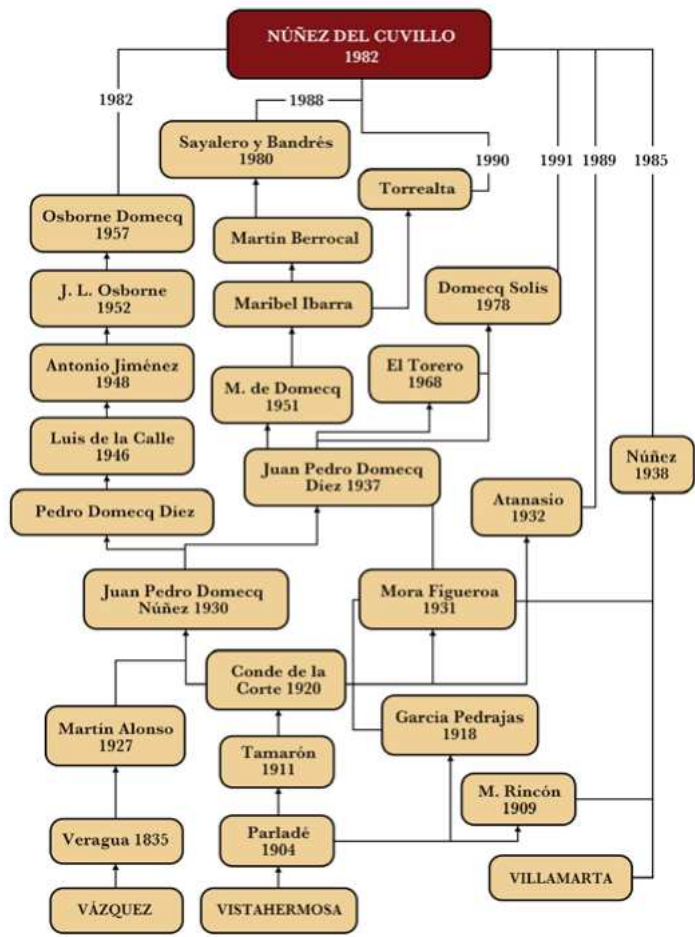 NÚÑEZ DEL CUVILLO
1982
1982
1988
1990
1991
1989
1985
Sayalero y Bandrés
1980
Torrealta
Osborne Domecq
1957
Martín Berrocal
J. L. Osborne
1952
Maribel Ibarra
Domecq Solís
1978
Antonio Jiménez
1948
M. de Domecq
1951
El Torero
1968
Luis de la Calle
1946
Juan Pedro Domecq
Diez 1937
Núñez
1938
Pedro Domecq Diez
Atanasio
1932
Juan Pedro Domecq
Núñez 1930
Mora Figueroa
1931
Conde de la
Corte 1920
Martín Alonso
1927
García Pedrajas
1918
Tamarón
1911
M. Rincón
1909
Veragua 1835
Parladé
1904
VILLAMARTA
VÁZQUEZ
VISTAHERMOSA